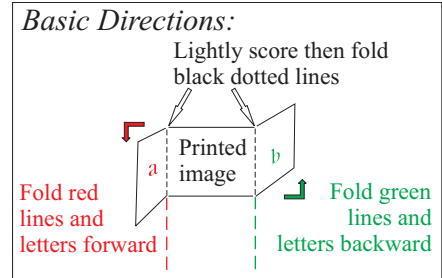 Basic Directions:
Lightly score then fold
black dotted lines
a
Printed
image
b
Fold red
lines and
letters forward
Fold green
lines and
letters backward